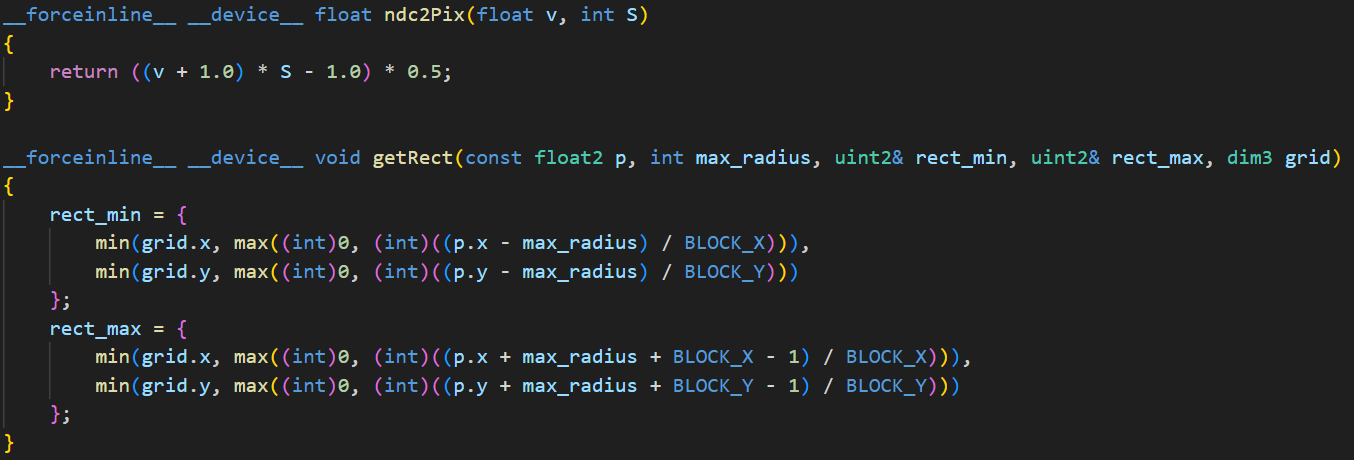 __forceinline__ __device__ float ndc2Pix(float v, int S)
{
    return ((v + 1.0) * S - 1.0) * 0.5;
}

__forceinline__ __device__ void getRect(const float2 p, int max_radius, uint2& rect_min, uint2& rect_max, dim3 grid)
{
    rect_min = {
        min(grid.x, max((int)0, (int)((p.x - max_radius) / BLOCK_X))),
        min(grid.y, max((int)0, (int)((p.y - max_radius) / BLOCK_Y)))
    };
    rect_max = {
        min(grid.x, max((int)0, (int)((p.x + max_radius + BLOCK_X - 1) / BLOCK_X))),
        min(grid.y, max((int)0, (int)((p.y + max_radius + BLOCK_Y - 1) / BLOCK_Y)))
    };
}